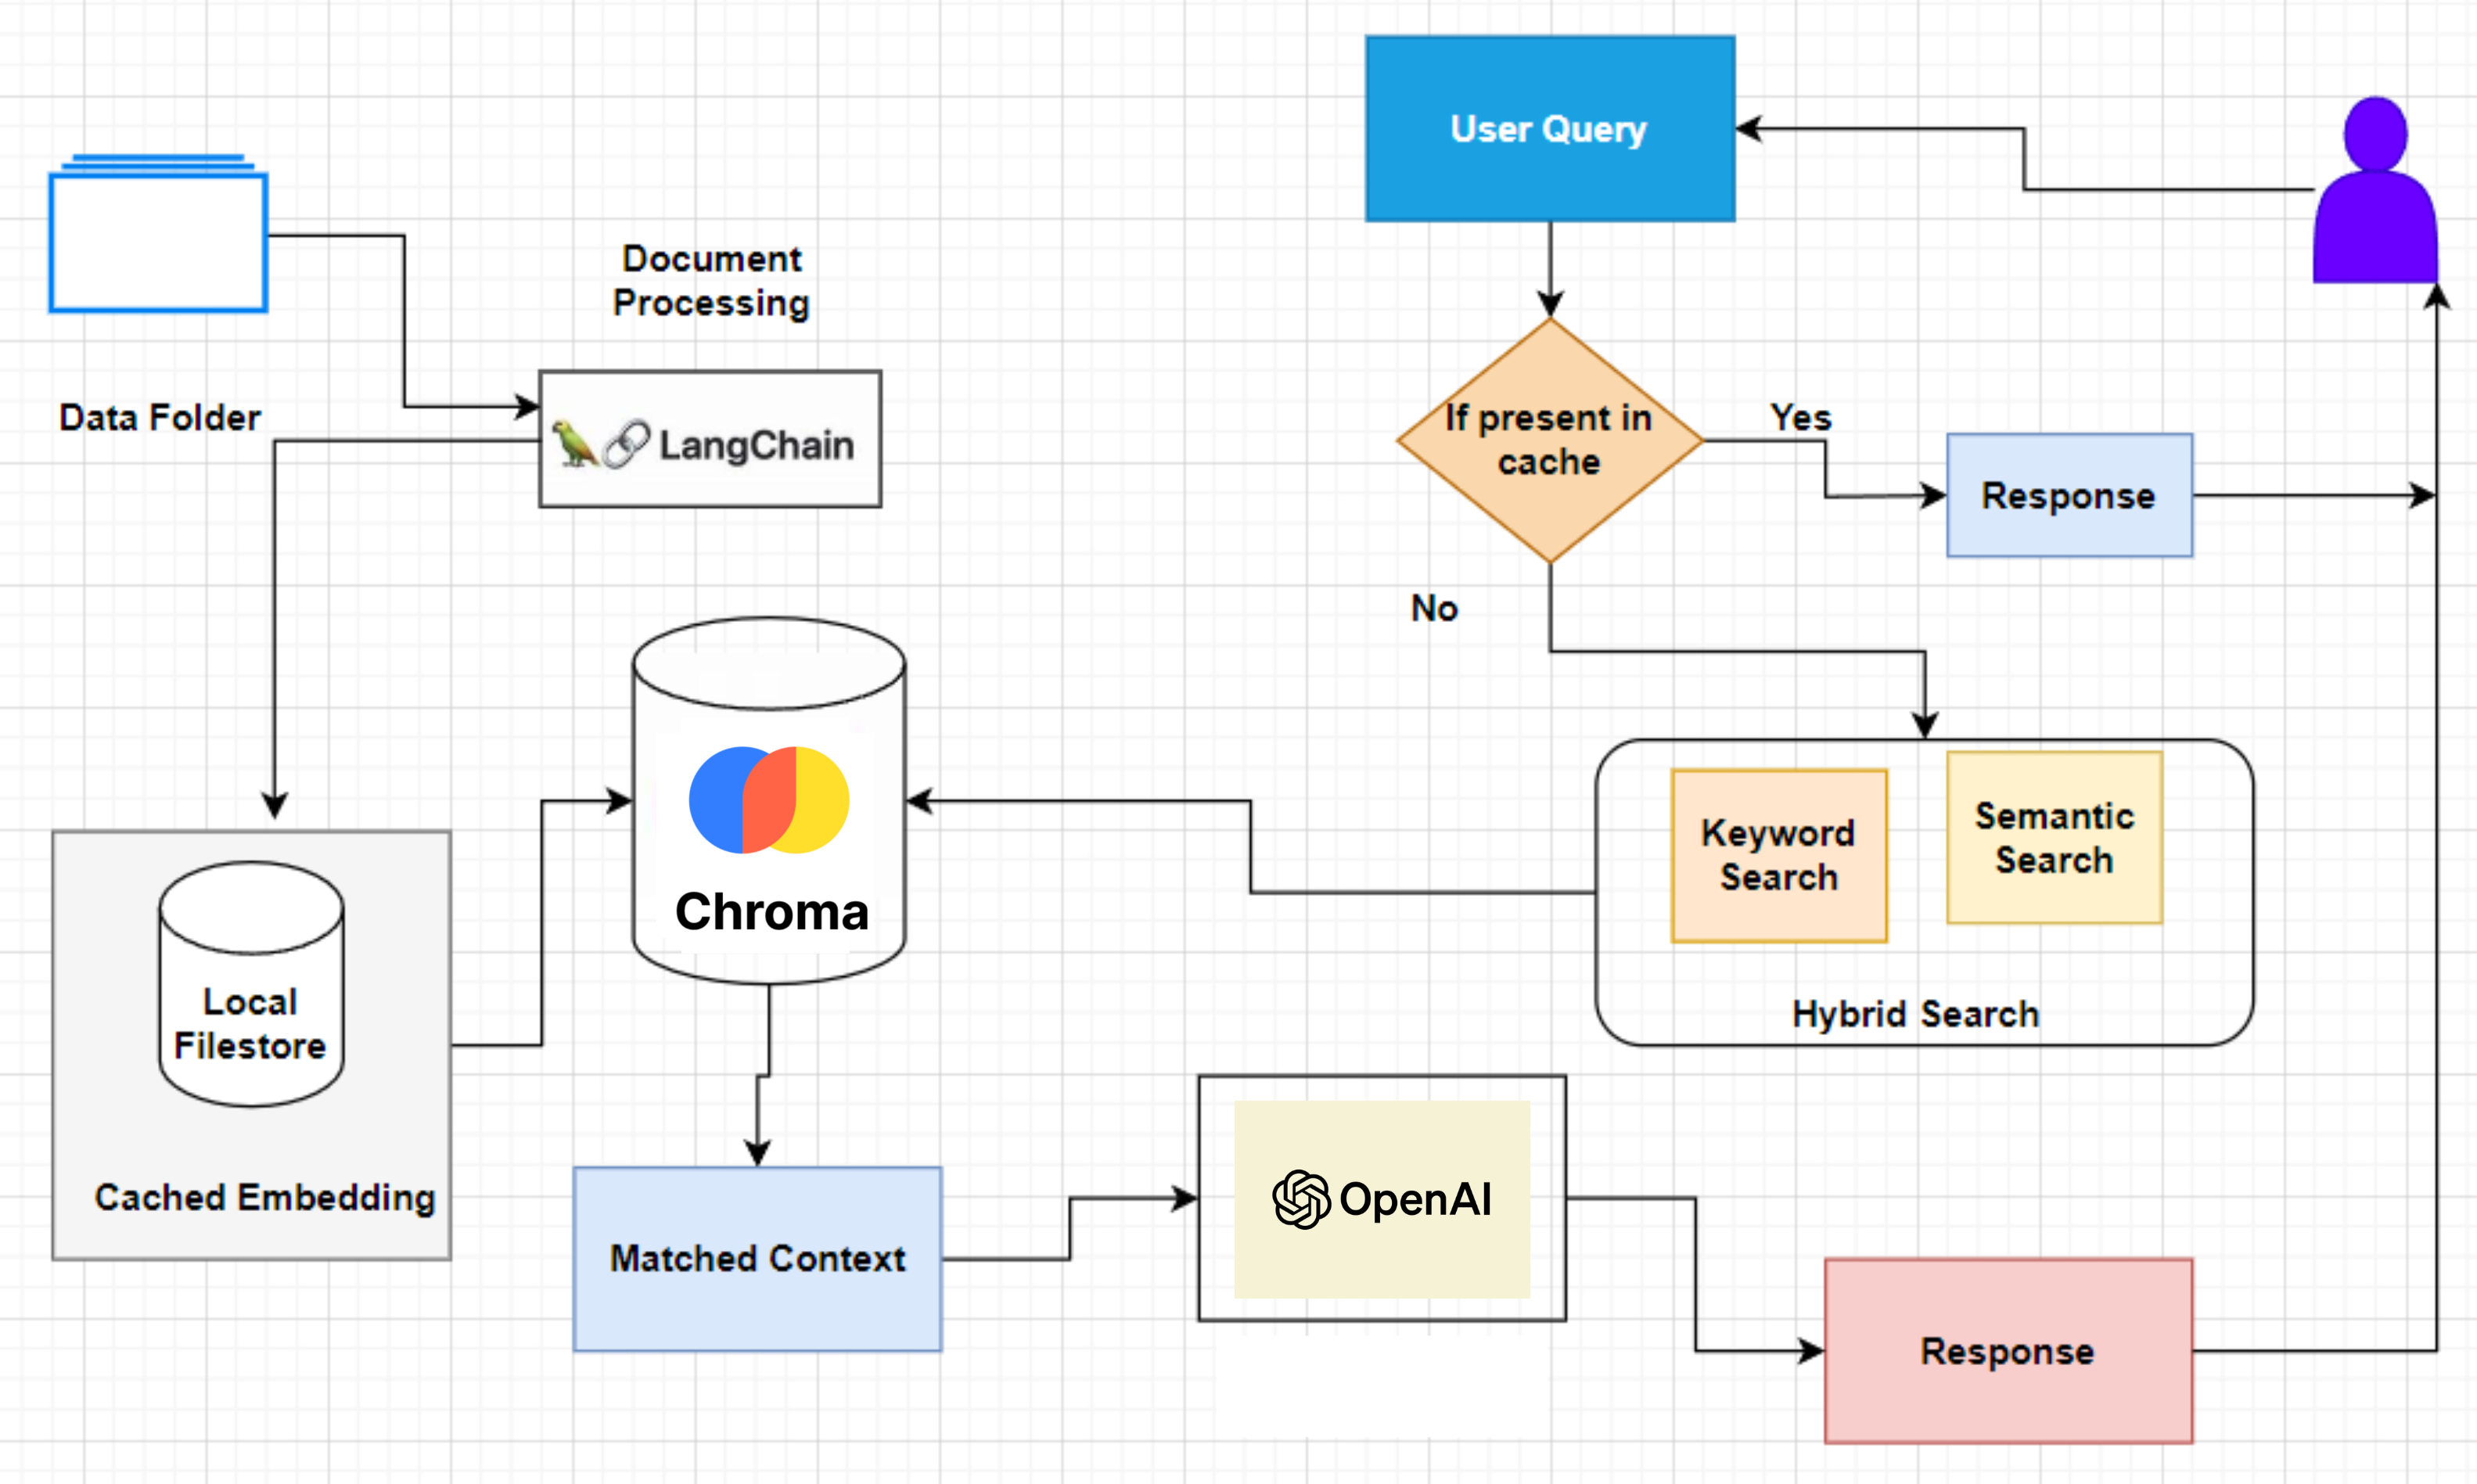 User Query
Document
Processing
Data Folder
LangChain
If present in
cache
Yes
Response
No
Chroma
Keyword
Search
Semantic
Search
Hybrid Search
Local
Filestore
Cached Embedding
OpenAI
Matched Context
Response